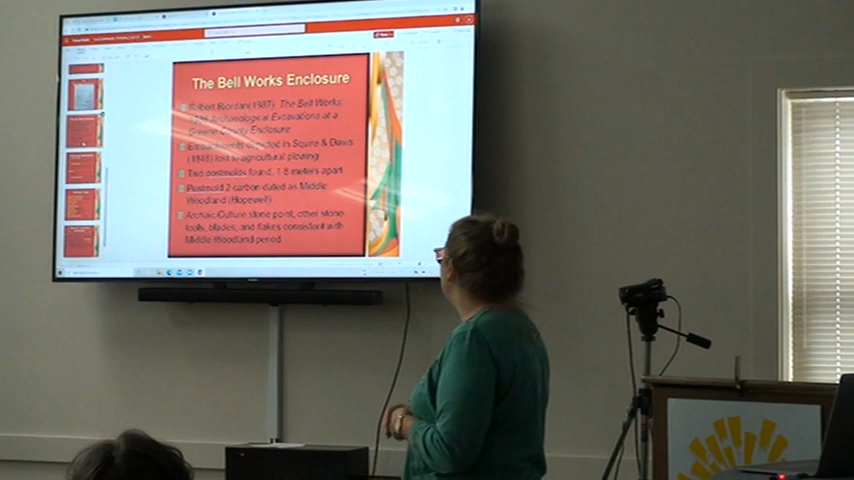 The Bell Works Enclosure
Robert Riordan( 1987). The Bell Works:
Archaeological Excavations at a
Greene County Enclosure
Embankments depicted in Squire & Davis
(1848) lost to agricultural plowing
Two postmolds found, 1.8 meters apart
Postmold 2 carbon dated as Middle
Woodland (Hopewell)
Archaic Culture stone point, other stone
tools, blades, and flakes consistent with
Middle Woodland period